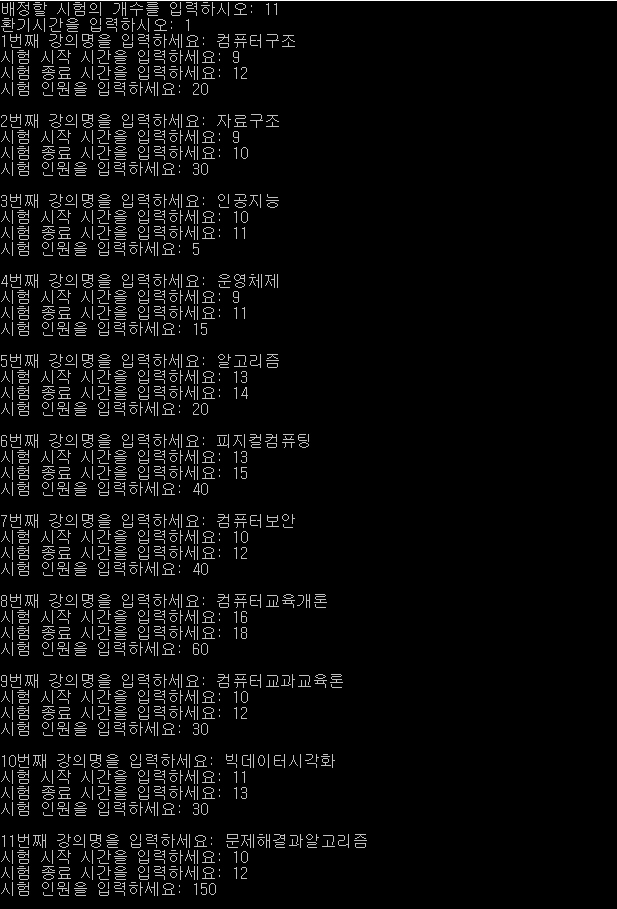 배정할 시험의 개수를 입력하시오: 11
환기시간을 입력하시오: 1
1번째 강의명을 입력하세요: 컴퓨터구조
시험 시작 시간을 입력하세요: 9
시험 종료 시간을 입력하세요: 12
시험 인원을 입력하세요: 20
2번째 강의명을 입력하세요: 자료구조
시험 시작 시간을 입력하세요: 9
시험 종료 시간을 입력하세요: 10
시험 인원을 입력하세요: 30
3번째 강의명을 입력하세요: 인공지능
시험 시작 시간을 입력하세요: 10
시험 종료 시간을 입력하세요: 11
시험 인원을 입력하세요: 5
4번째 강의명을 입력하세요: 운영체제
시험 시작 시간을 입력하세요: 9
시험 종료 시간을 입력하세요: 11
시험 인원을 입력하세요: 15
5번째 강의명을 입력하세요: 알고리즘
시험 시작 시간을 입력하세요: 13
시험 종료 시간을 입력하세요: 14
시험 인원을 입력하세요: 20
6번째 강의명을 입력하세요: 피지컬컴퓨팅
시험 시작 시간을 입력하세요: 13
시험 종료 시간을 입력하세요: 15
시험 인원을 입력하세요: 40
7번째 강의명을 입력하세요: 컴퓨터보안
시험 시작 시간을 입력하세요: 10
시험 종료 시간을 입력하세요: 12
시험 인원을 입력하세요: 40
8번째 강의명을 입력하세요: 컴퓨터교육개론
시험 시작 시간을 입력하세요: 16
시험 종료 시간을 입력하세요: 18
시험 인원을 입력하세요: 60
9번째 강의명을 입력하세요: 컴퓨터교과교육론
시험 시작 시간을 입력하세요: 10
시험 종료 시간을 입력하세요: 12
시험 인원을 입력하세요: 30
10번째 강의명을 입력하세요: 빅데이터시각화
시험 시작 시간을 입력하세요: 11
시험 종료 시간을 입력하세요: 13
시험 인원을 입력하세요: 30
11번째 강의명을 입력하세요: 문제해결과알고리즘
시험 시작 시간을 입력하세요: 10
시험 종료 시간을 입력하세요: 12
시험 인원을 입력하세요: 150